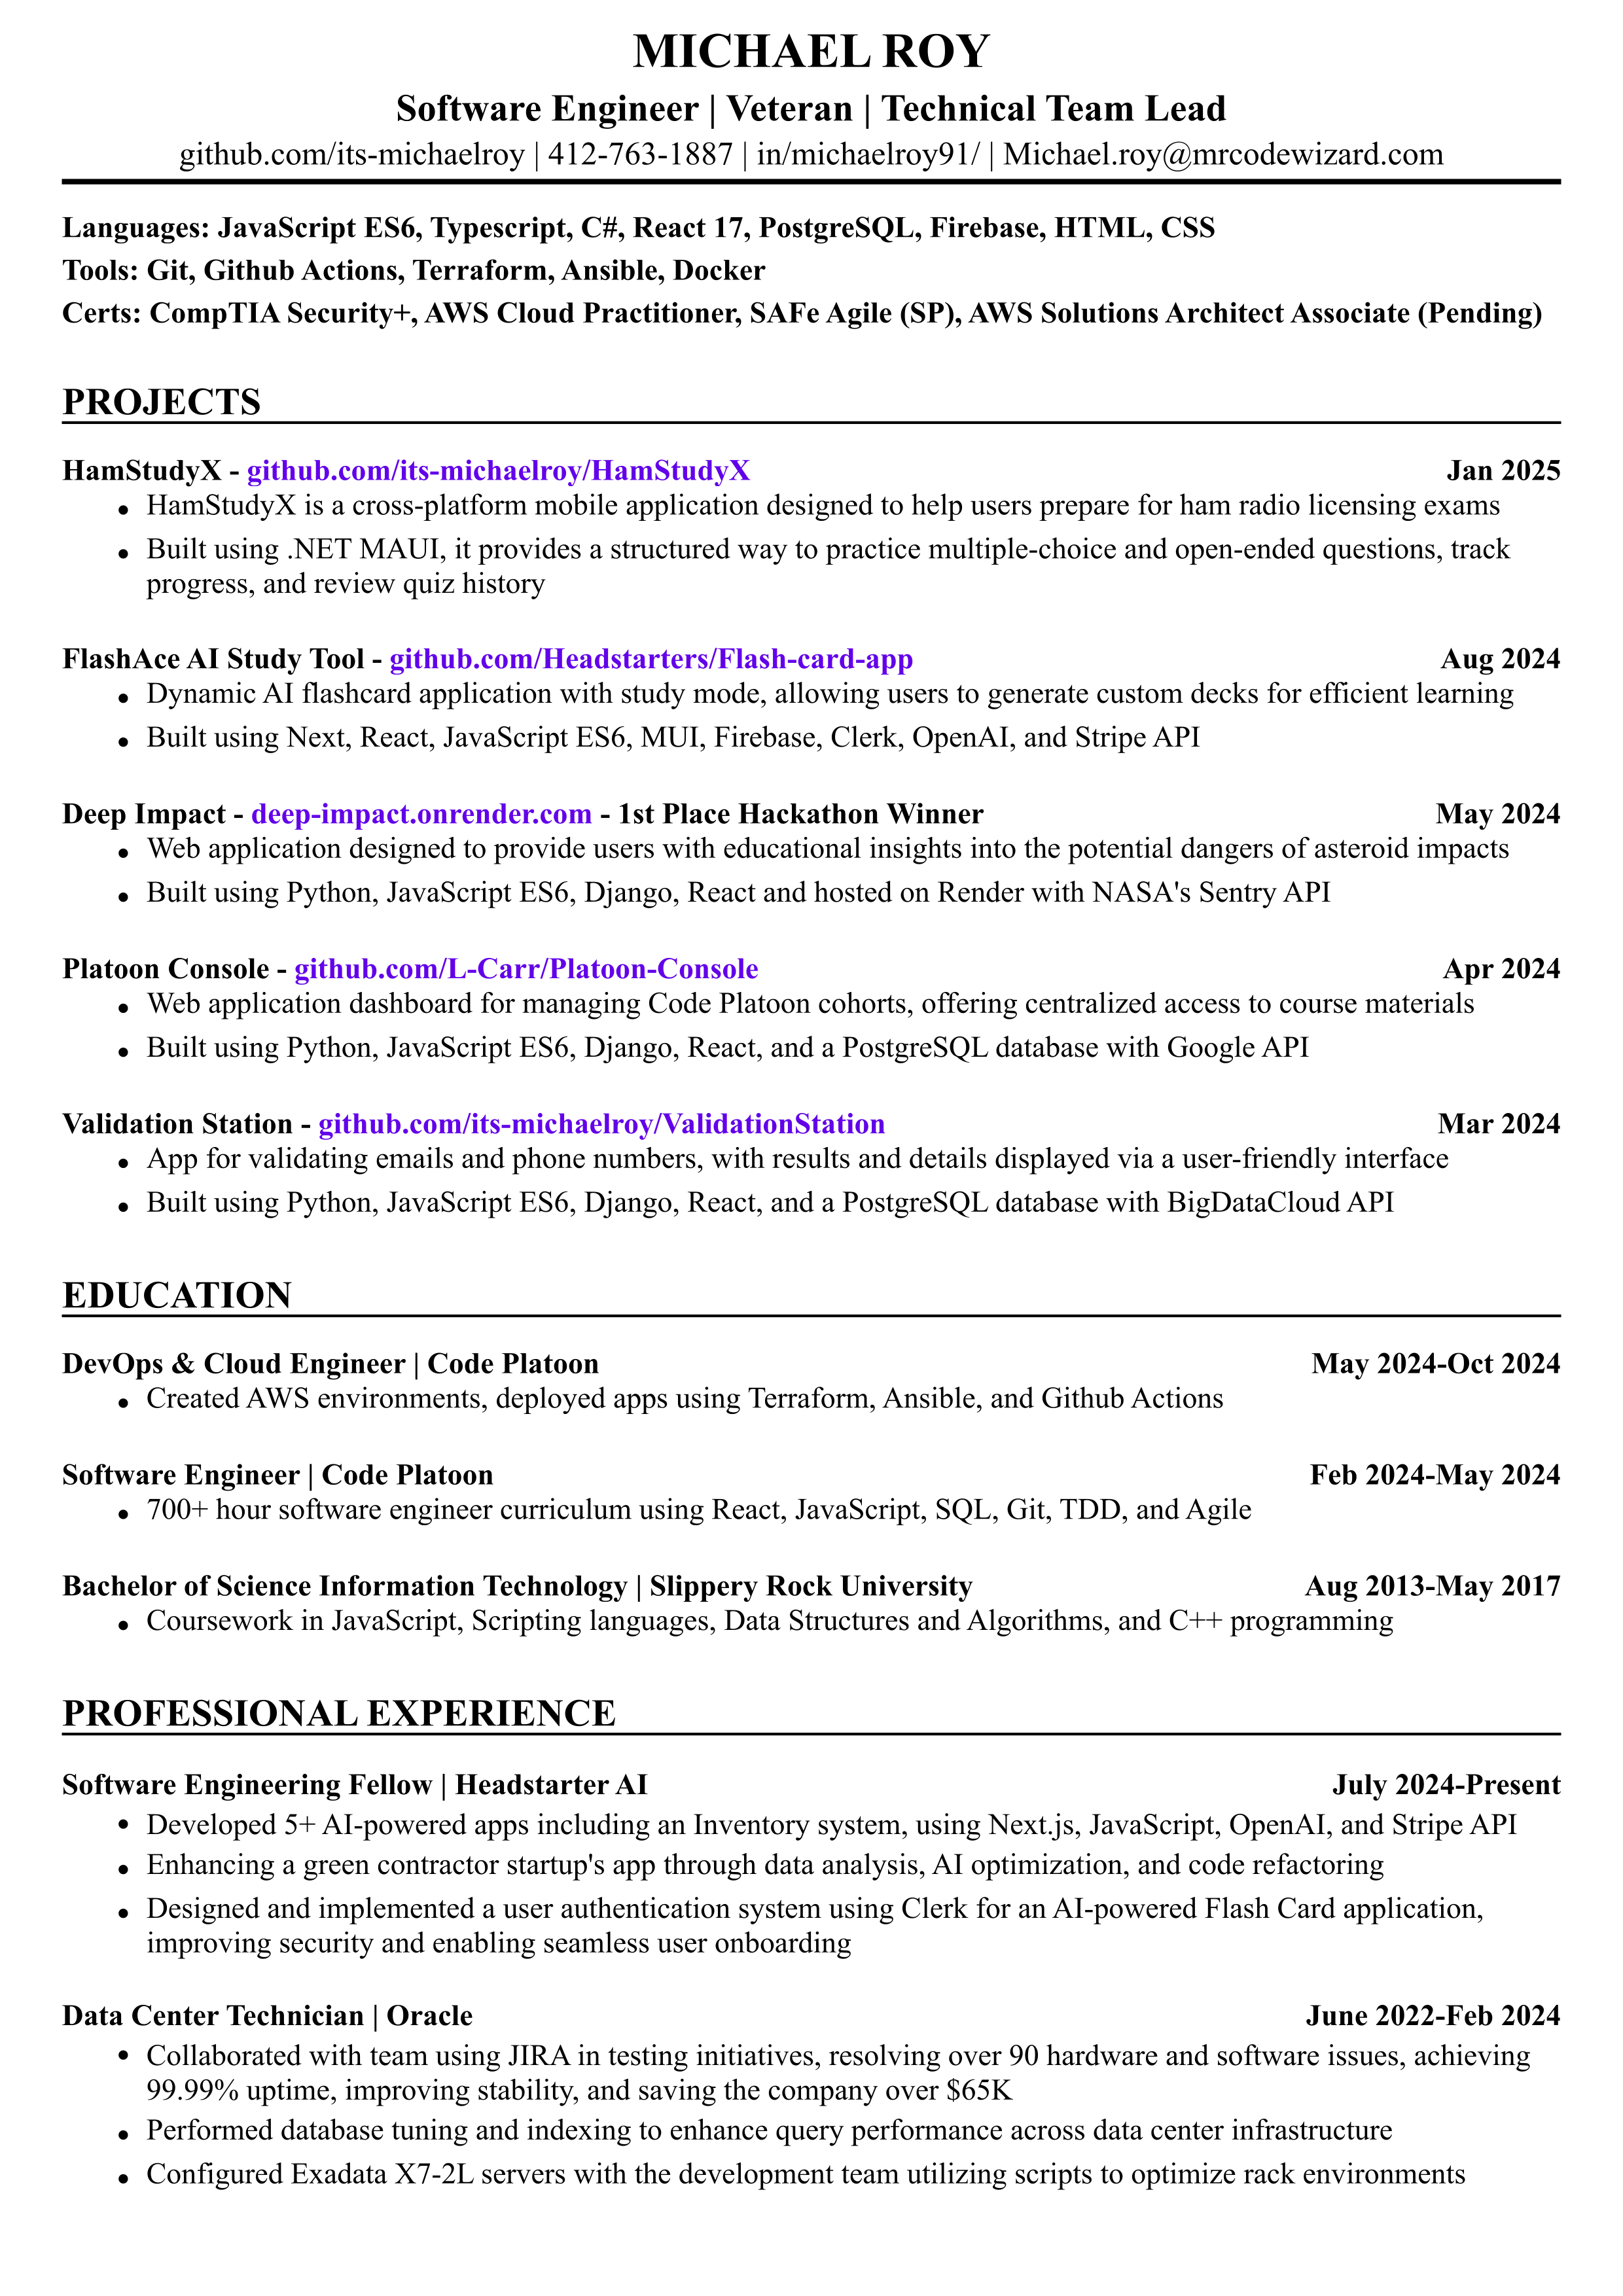 MICHAEL ROY
Software Engineer | Veteran | Technical Team Lead
github.com/its-michaelroy | 412-763-1887 | in/michaelroy91/ | Michael.roy@mrcodewizard.com
Languages: JavaScript ES6, Typescript, C#, React 17, PostgreSQL, Firebase, HTML, CSS
Tools: Git, Github Actions, Terraform, Ansible, Docker
Certs: CompTIA Security+, AWS Cloud Practitioner, SAFe Agile (SP), AWS Solutions Architect Associate (Pending)
PROJECTS
HamStudyX - github.com/its-michaelroy/HamStudyX Jan 2025
• HamStudyX is a cross-platform mobile application designed to help users prepare for ham radio licensing exams
• Built using .NET MAUI, it provides a structured way to practice multiple-choice and open-ended questions, track
progress, and review quiz history
FlashAce AI Study Tool - github.com/Headstarters/Flash-card-app Aug 2024
• Dynamic AI flashcard application with study mode, allowing users to generate custom decks for efficient learning
• Built using Next, React, JavaScript ES6, MUI, Firebase, Clerk, OpenAI, and Stripe API
Deep Impact - deep-impact.onrender.com - 1st Place Hackathon Winner May 2024
• Web application designed to provide users with educational insights into the potential dangers of asteroid impacts
• Built using Python, JavaScript ES6, Django, React and hosted on Render with NASA's Sentry API
Platoon Console - github.com/L-Carr/Platoon-Console Apr 2024
• Web application dashboard for managing Code Platoon cohorts, offering centralized access to course materials
• Built using Python, JavaScript ES6, Django, React, and a PostgreSQL database with Google API
Validation Station - github.com/its-michaelroy/ValidationStation Mar 2024
• App for validating emails and phone numbers, with results and details displayed via a user-friendly interface
• Built using Python, JavaScript ES6, Django, React, and a PostgreSQL database with BigDataCloud API
EDUCATION
DevOps & Cloud Engineer | Code Platoon May 2024-Oct 2024
• Created AWS environments, deployed apps using Terraform, Ansible, and Github Actions
Software Engineer | Code Platoon Feb 2024-May 2024
• 700+ hour software engineer curriculum using React, JavaScript, SQL, Git, TDD, and Agile
Bachelor of Science Information Technology | Slippery Rock University Aug 2013-May 2017
• Coursework in JavaScript, Scripting languages, Data Structures and Algorithms, and C++ programming
PROFESSIONAL EXPERIENCE
Software Engineering Fellow | Headstarter AI July 2024-Present
• Developed 5+ AI-powered apps including an Inventory system, using Next.js, JavaScript, OpenAI, and Stripe API
• Enhancing a green contractor startup's app through data analysis, AI optimization, and code refactoring
• Designed and implemented a user authentication system using Clerk for an AI-powered Flash Card application,
improving security and enabling seamless user onboarding
Data Center Technician | Oracle June 2022-Feb 2024
• Collaborated with team using JIRA in testing initiatives, resolving over 90 hardware and software issues, achieving
99.99% uptime, improving stability, and saving the company over $65K
• Performed database tuning and indexing to enhance query performance across data center infrastructure
• Configured Exadata X7-2L servers with the development team utilizing scripts to optimize rack environments